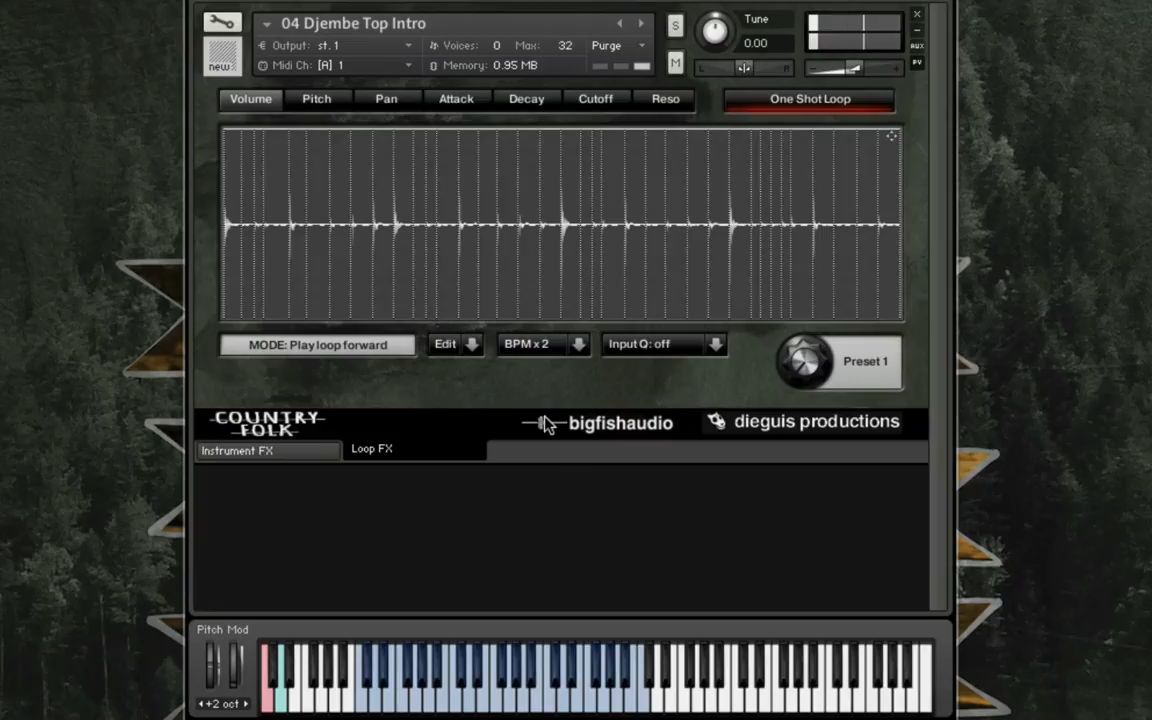 04 Djembe Top Intro
Output: st.1 Voices: 0 Max: 32 Purge
Midi Ch: [A] 1 Memory: 0.95 MB
new
S
M
Tune
0.00
L R
- +
×
AUX
PV
Volume Pitch Pan Attack Decay Cutoff Reso One Shot Loop
MODE: Play loop forward Edit BPM x 2 Input Q: off Preset 1
COUNTRY
FOLK
bigfishaudio
dieguis productions
Instrument FX Loop FX
Pitch Mod
+2 oct